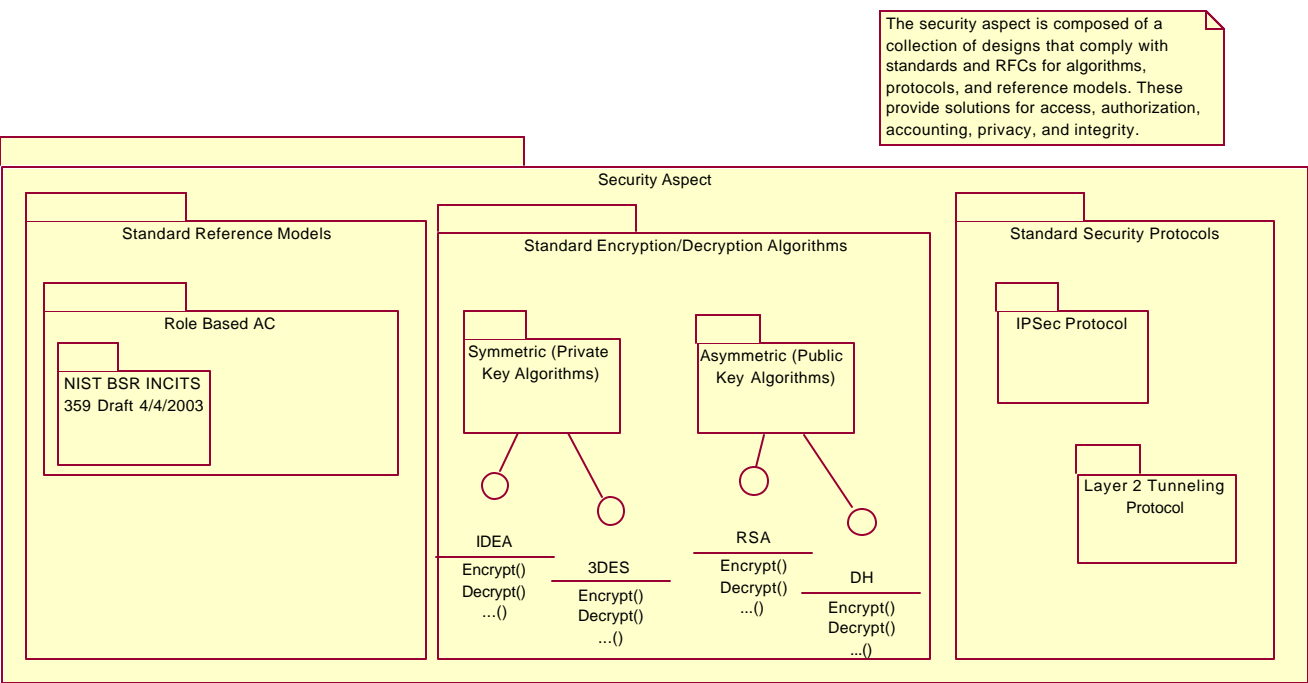 The security aspect is composed of a
collection of designs that comply with
standards and RFCs for algorithms,
protocols, and reference models. These
provide solutions for access, authorization,
accounting, privacy, and integrity.
Security Aspect
Standard Reference Models
Role Based AC
NIST BSR INCITS
359 Draft 4/4/2003
Standard Encryption/Decryption Algorithms
Symmetric (Private
Key Algorithms)
IDEA
Encrypt()
Decrypt()
...()
3DES
Encrypt()
Decrypt()
...()
Asymmetric (Public
Key Algorithms)
RSA
Encrypt()
Decrypt()
...()
DH
Encrypt()
Decrypt()
...()
Standard Security Protocols
IPSec Protocol
Layer 2 Tunneling
Protocol